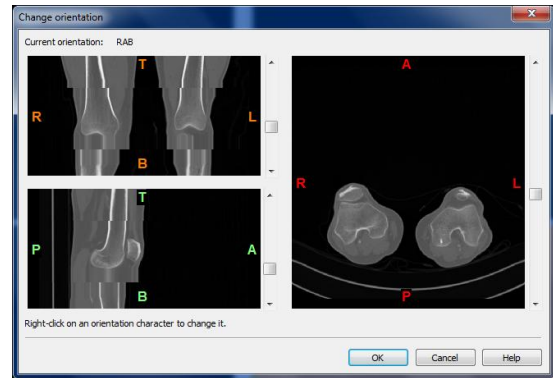 Change orientation
Current orientation: RAB
T
R L
B
T
P A
B
A
R L
P
Right-click on an orientation character to change it.
OK Cancel Help